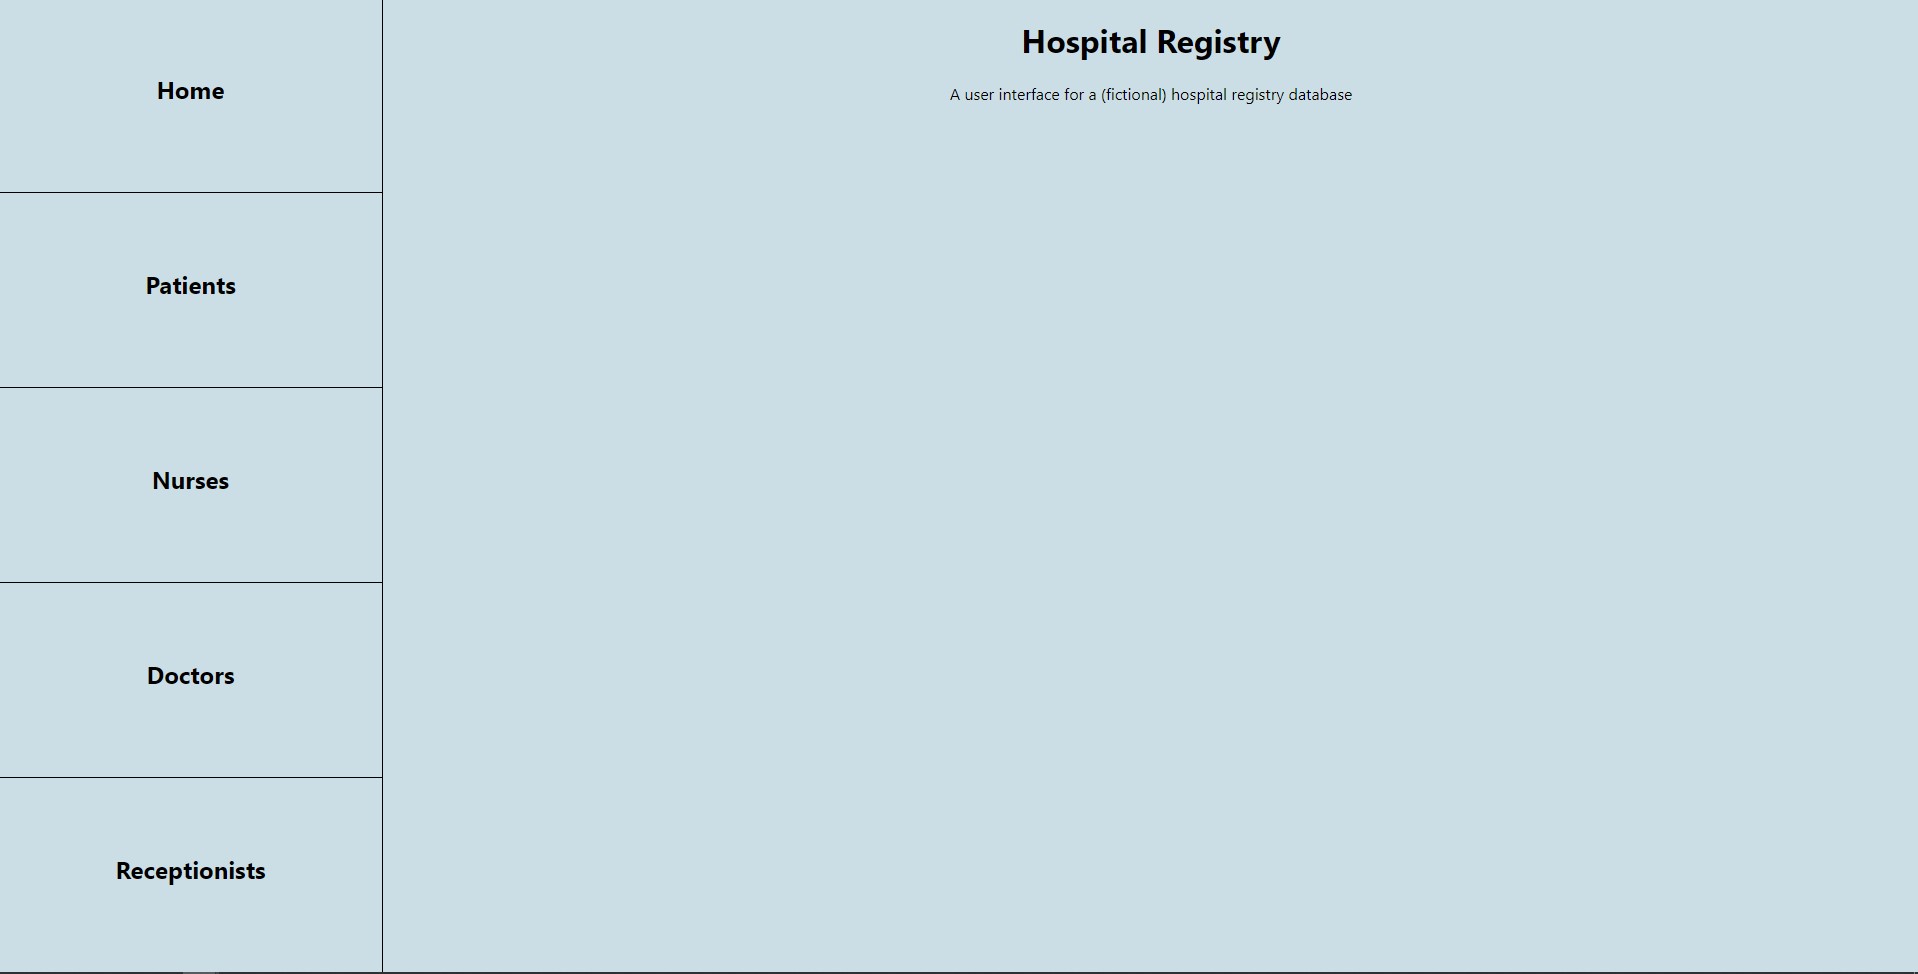 Home
Patients
Nurses
Doctors
Receptionists
Hospital Registry
A user interface for a (fictional) hospital registry database